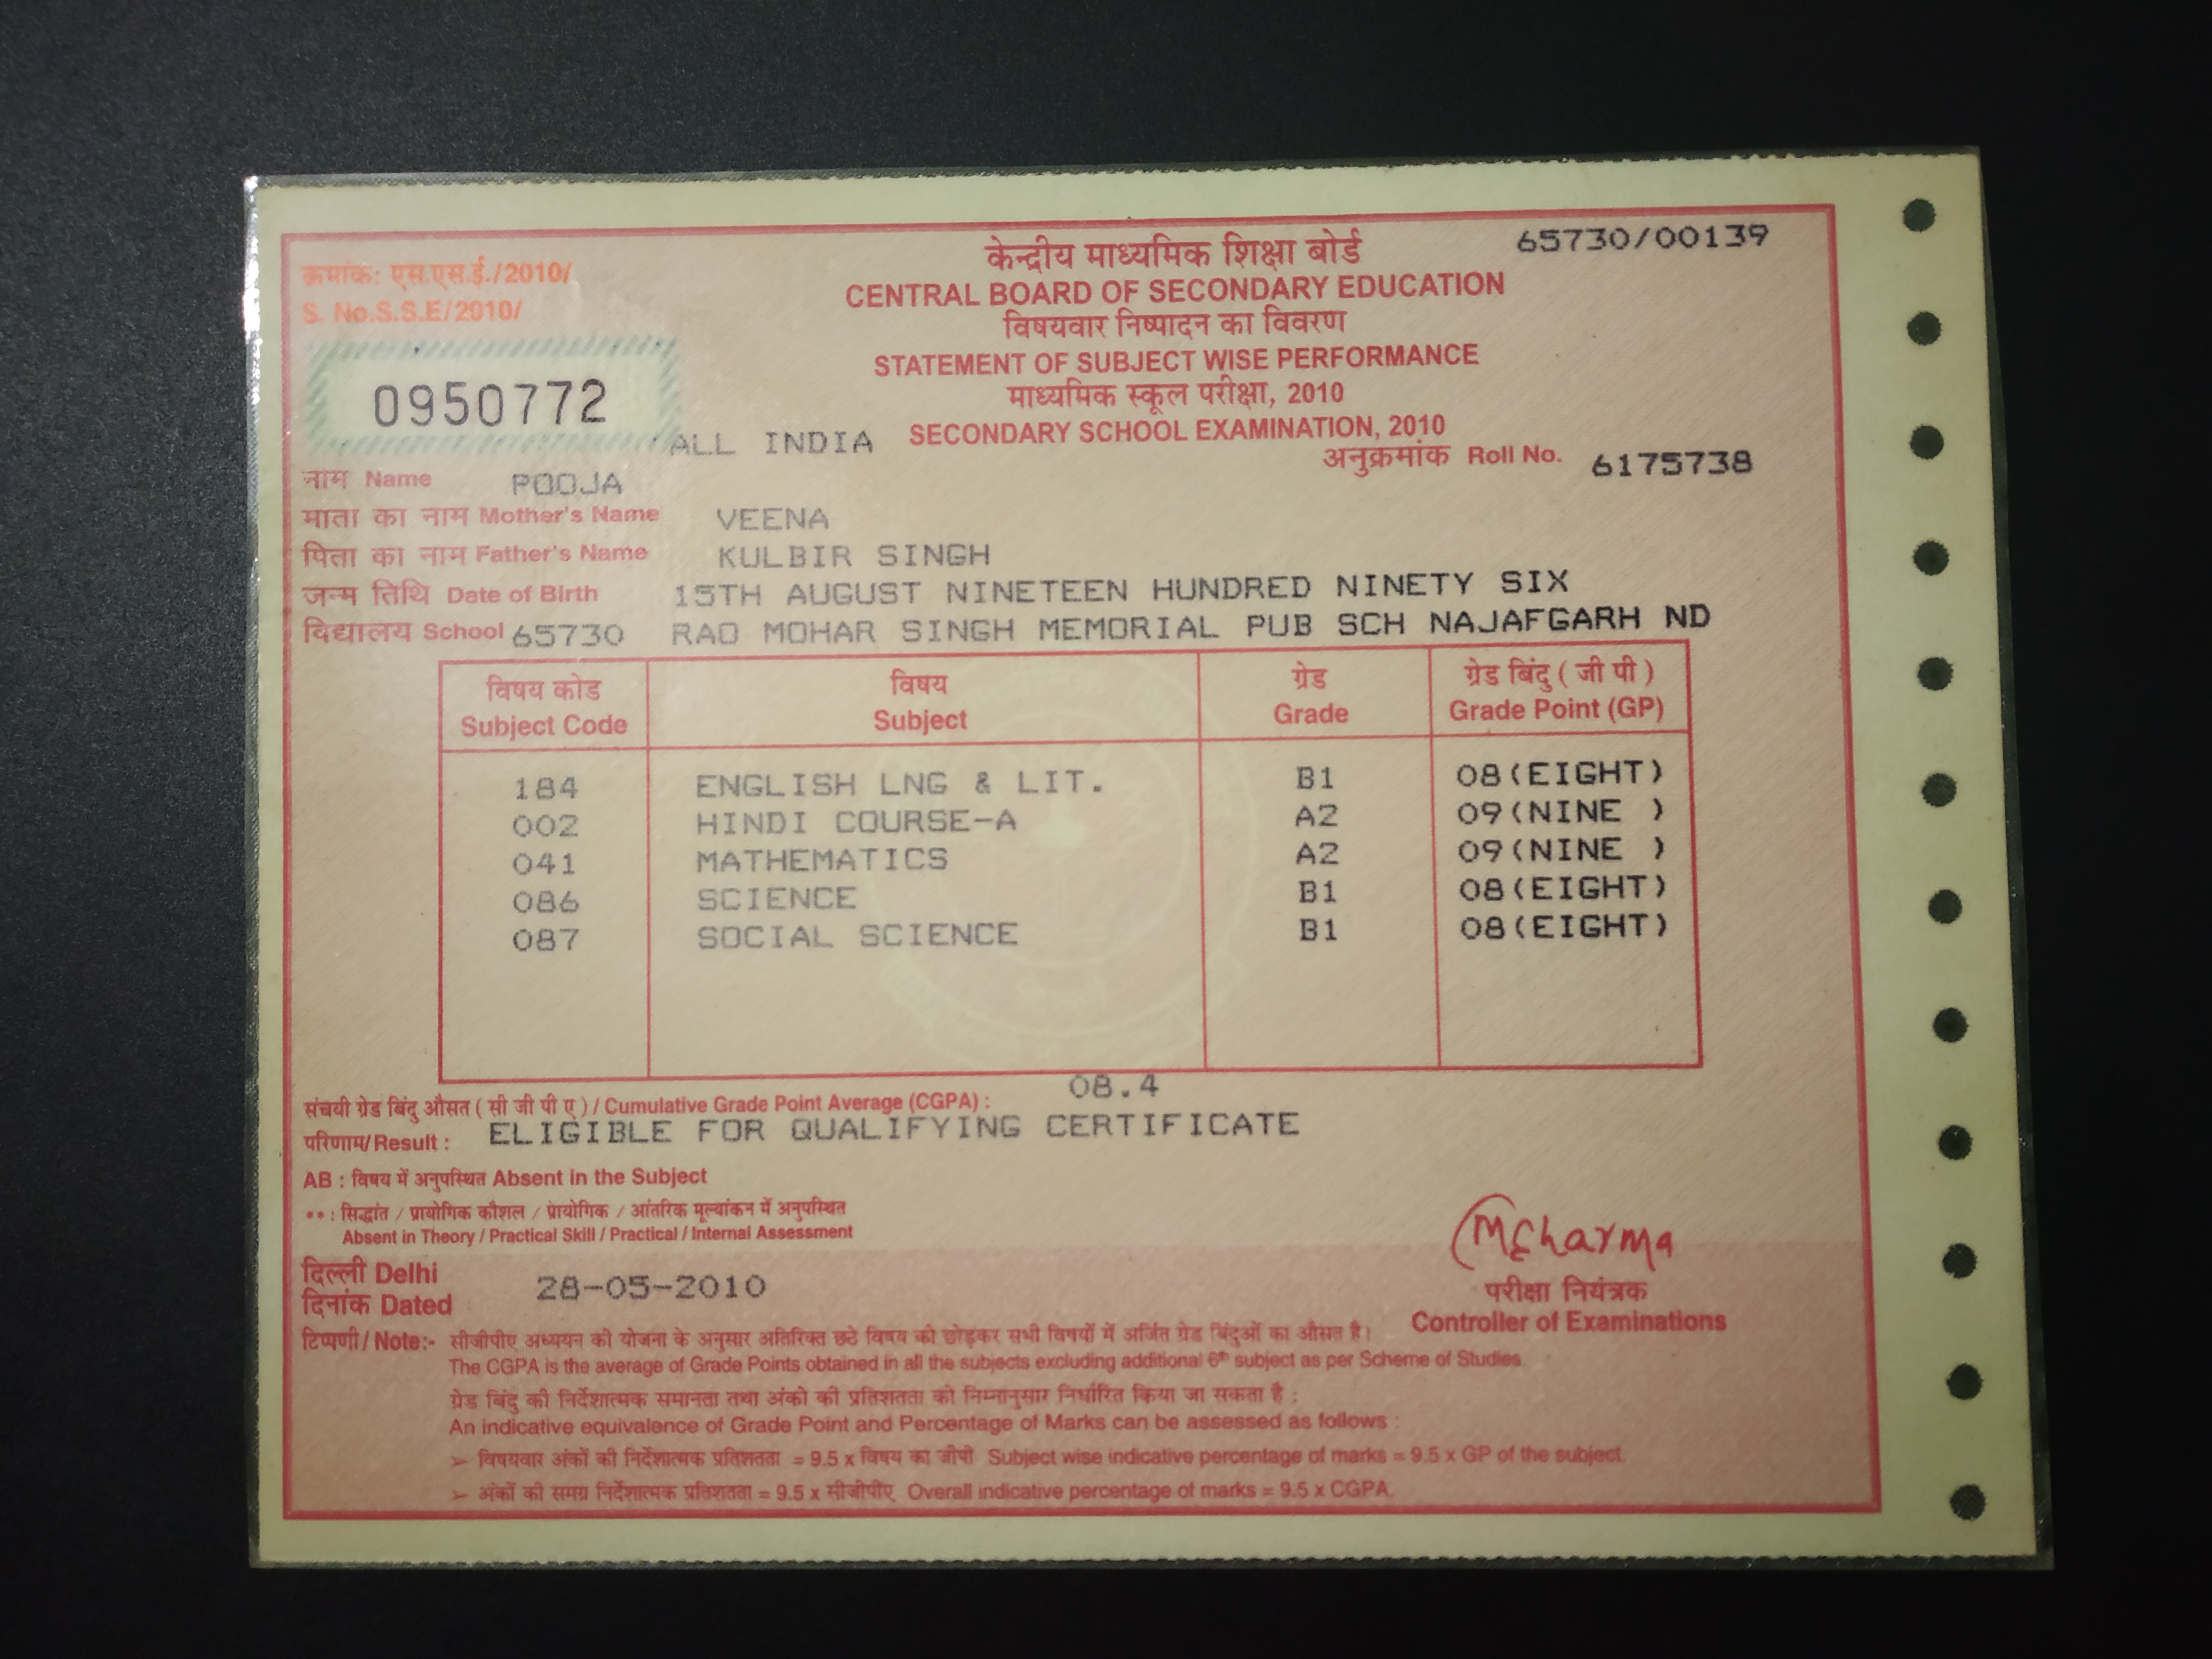 65730/00139
क्रमांक: एस.एस.ई./2010/
S. No.S.S.E/2010/
0950772
केन्द्रीय माध्यमिक शिक्षा बोर्ड
CENTRAL BOARD OF SECONDARY EDUCATION
विषयवार निष्पादन का विवरण
STATEMENT OF SUBJECT WISE PERFORMANCE
माध्यमिक स्कूल परीक्षा, 2010
ALL INDIA SECONDARY SCHOOL EXAMINATION, 2010
अनुक्रमांक Roll No. 6175738
नाम Name POOJA
माता का नाम Mother's Name VEENA
पिता का नाम Father's Name KULBIR SINGH
जन्म तिथि Date of Birth 15TH AUGUST NINETEEN HUNDRED NINETY SIX
विद्यालय School 65730 RAO MOHAR SINGH MEMORIAL PUB SCH NAJAFGARH ND
विषय कोड विषय ग्रेड ग्रेड बिंदु ( जी पी )
Subject Code Subject Grade Grade Point (GP)
184 ENGLISH LNG & LIT. B1 08(EIGHT)
002 HINDI COURSE-A A2 09(NINE )
041 MATHEMATICS A2 09(NINE )
086 SCIENCE B1 08(EIGHT)
087 SOCIAL SCIENCE B1 08(EIGHT)
संचयी ग्रेड बिंदु औसत ( सी जी पी ए ) / Cumulative Grade Point Average (CGPA) : 08.4
परिणाम/ Result : ELIGIBLE FOR QUALIFYING CERTIFICATE
AB : विषय में अनुपस्थित Absent in the Subject
** : सिद्धांत / प्रायोगिक कौशल / प्रायोगिक / आंतरिक मूल्यांकन में अनुपस्थित
Absent in Theory / Practical Skill / Practical / Internal Assessment
दिल्ली Delhi
दिनांक Dated 28-05-2010
MCSharma
परीक्षा नियंत्रक
Controller of Examinations
टिप्पणी / Note:- सीजीपीए अध्ययन की योजना के अनुसार अतिरिक्त छटे विषय को छोड़कर सभी विषयों में अर्जित ग्रेड बिंदुओं का औसत है।
The CGPA is the average of Grade Points obtained in all the subjects excluding additional 6th subject as per Scheme of Studies.
ग्रेड बिंदु की निर्देशात्मक समानता तथा अंकों की प्रतिशतता को निम्नानुसार निर्धारित किया जा सकता है :
An indicative equivalence of Grade Point and Percentage of Marks can be assessed as follows :
➢ विषयवार अंकों की निर्देशात्मक प्रतिशतता = 9.5 x विषय का जीपी Subject wise indicative percentage of marks = 9.5 x GP of the subject
➢ अंकों की समग्र निर्देशात्मक प्रतिशतता = 9.5 x सीजीपीए Overall indicative percentage of marks = 9.5 x CGPA